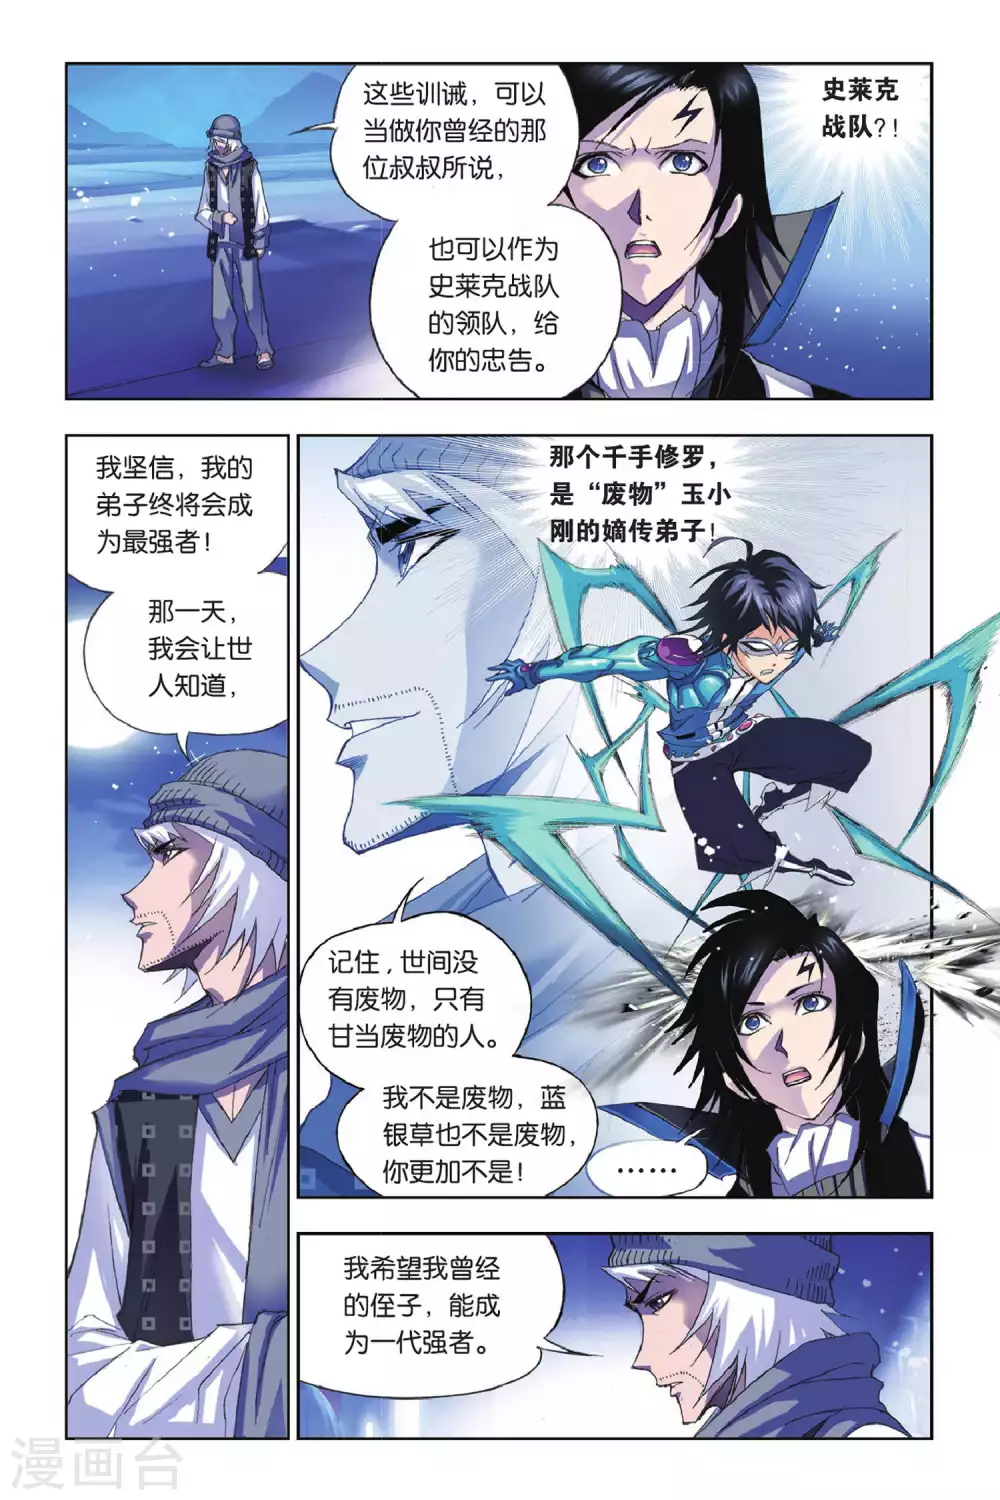 这些训诫，可以
当做你曾经的那
位叔叔所说，
也可以作为
史莱克战队
的领队，给
你的忠告。
史莱克
战队？！
我坚信，我的
弟子终将会成
为最强者！
那一天，
我会让世
人知道，
那个千手修罗，
是“废物”玉小
刚的嫡传弟子！
记住，世间没
有废物，只有
甘当废物的人。
我不是废物，蓝
银草也不是废物，
你更加不是！
……
我希望我曾经
的侄子，能成
为一代强者。
漫画台